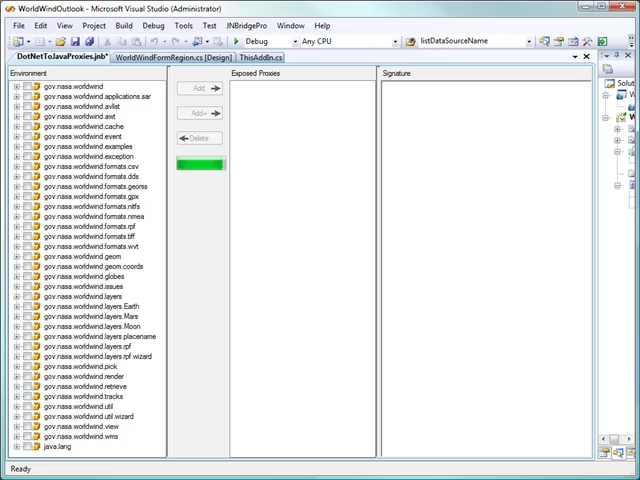 WorldWindOutlook - Microsoft Visual Studio (Administrator)
File Edit View Project Build Debug Tools Test JNBridgePro Window Help
Debug Any CPU listDataSourceName
DotNetToJavaProxies.jnb* WorldWindFormRegion.cs [Design] ThisAddIn.cs
Environment Exposed Proxies Signature
gov.nasa.worldwind
gov.nasa.worldwind.applications.sar
gov.nasa.worldwind.avlist
gov.nasa.worldwind.awt
gov.nasa.worldwind.cache
gov.nasa.worldwind.event
gov.nasa.worldwind.examples
gov.nasa.worldwind.exception
gov.nasa.worldwind.formats.csv
gov.nasa.worldwind.formats.dds
gov.nasa.worldwind.formats.georss
gov.nasa.worldwind.formats.gpx
gov.nasa.worldwind.formats.nitfs
gov.nasa.worldwind.formats.nmea
gov.nasa.worldwind.formats.rpf
gov.nasa.worldwind.formats.tiff
gov.nasa.worldwind.formats.wvt
gov.nasa.worldwind.geom
gov.nasa.worldwind.geom.coords
gov.nasa.worldwind.globes
gov.nasa.worldwind.issues
gov.nasa.worldwind.layers
gov.nasa.worldwind.layers.Earth
gov.nasa.worldwind.layers.Mars
gov.nasa.worldwind.layers.Moon
gov.nasa.worldwind.layers.placename
gov.nasa.worldwind.layers.rpf
gov.nasa.worldwind.layers.rpf.wizard
gov.nasa.worldwind.pick
gov.nasa.worldwind.render
gov.nasa.worldwind.retrieve
gov.nasa.worldwind.tracks
gov.nasa.worldwind.util
gov.nasa.worldwind.util.wizard
gov.nasa.worldwind.view
gov.nasa.worldwind.wms
java.lang
Add
Add+
Delete
Solut
W
W
Ready